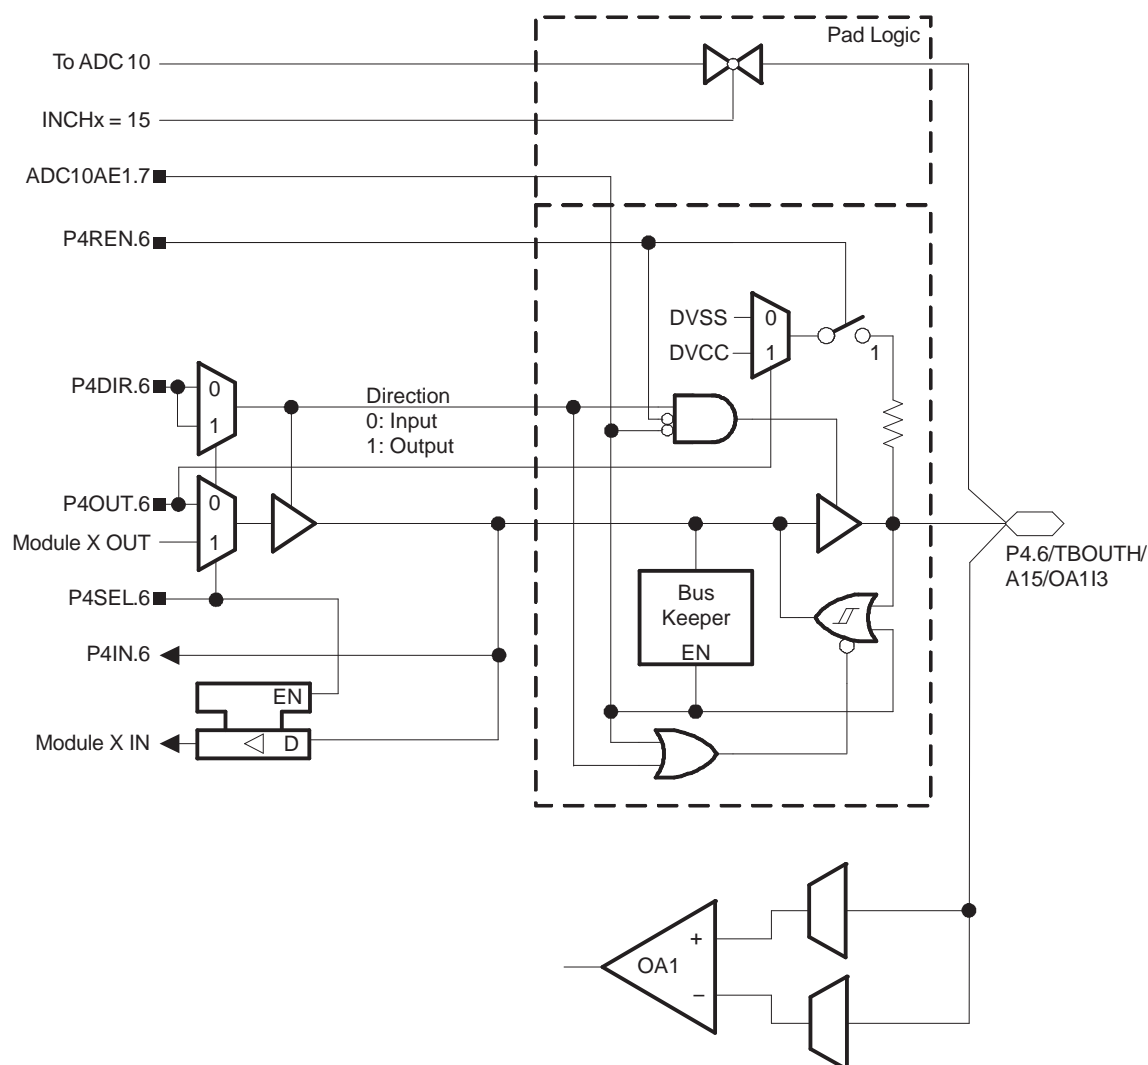 Pad Logic
To ADC 10
INCHx = 15
ADC10AE1.7
P4REN.6
DVSS
0
DVCC
1
1
P4DIR.6
0
1
Direction
0: Input
1: Output
P4OUT.6
0
Module X OUT
1
P4SEL.6
P4.6/TBOUTH/
A15/OA1I3
Bus
Keeper
EN
P4IN.6
EN
Module X IN
D
+
OA1
−